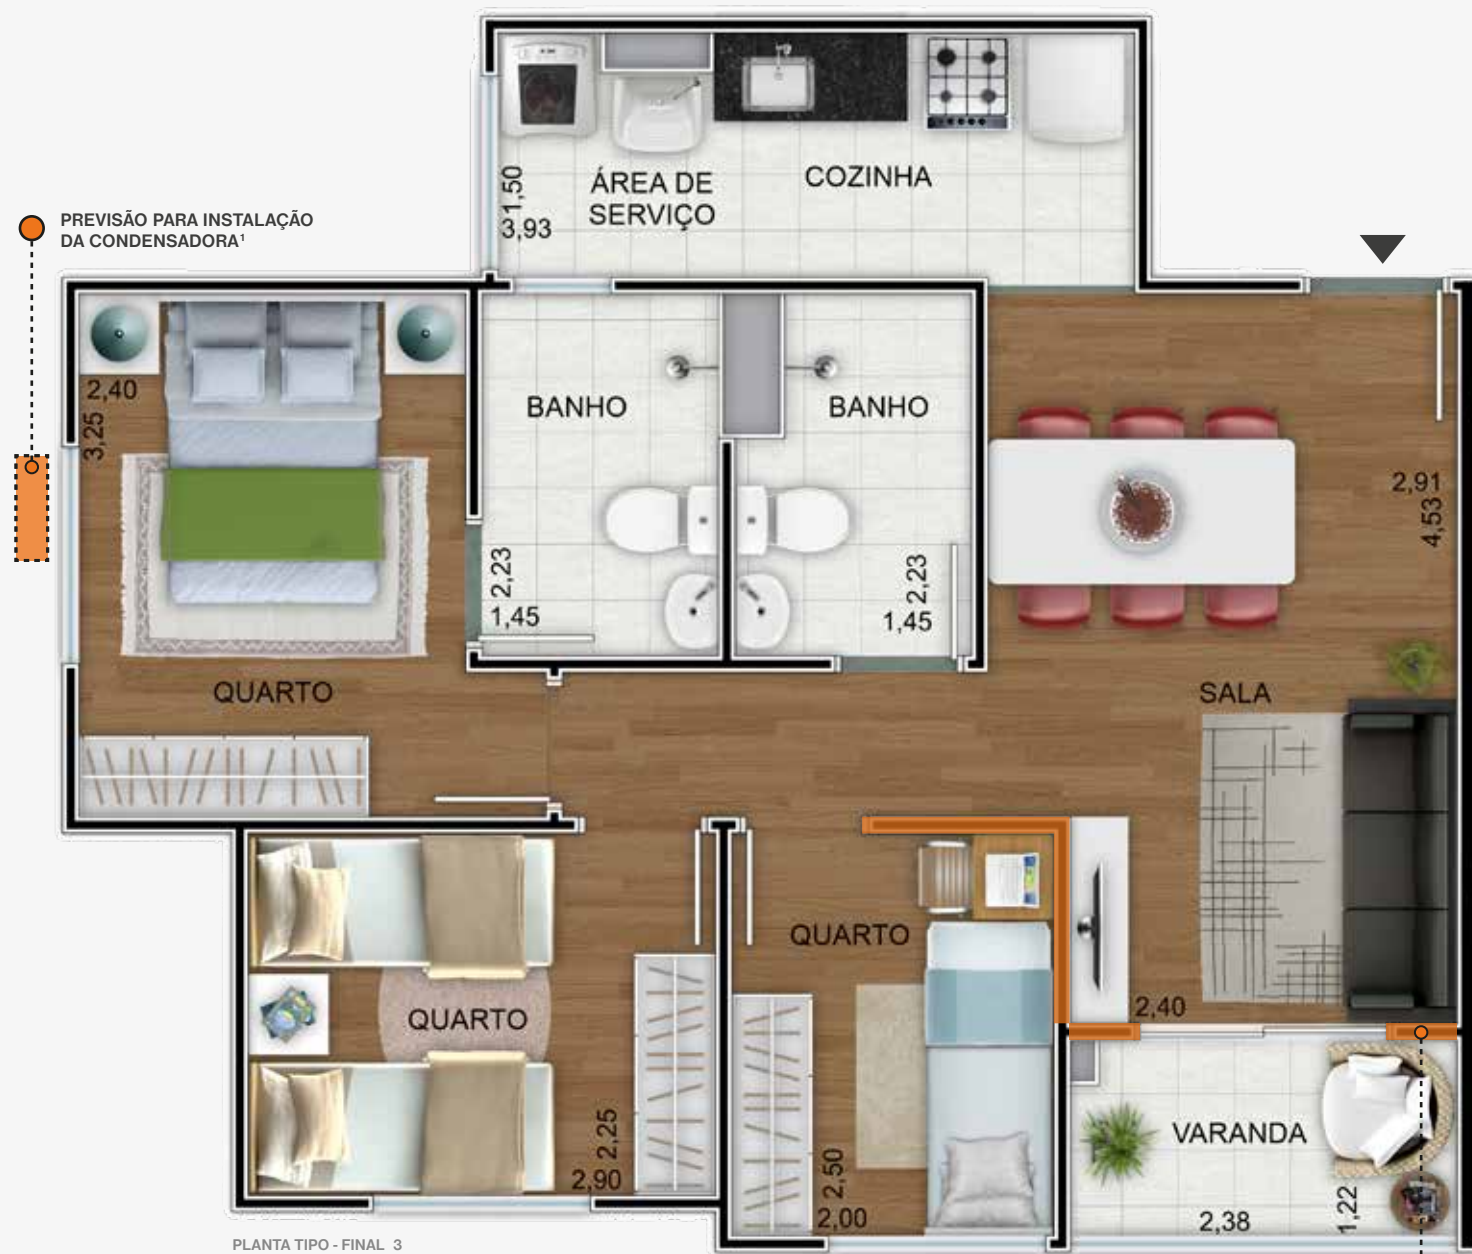 PREVISÃO PARA INSTALAÇÃO
DA CONDENSADORA¹
1,50
3,93
ÁREA DE
SERVIÇO
COZINHA
2,40
3,25
BANHO
BANHO
2,91
4,53
2,23
1,45
2,23
1,45
QUARTO
SALA
QUARTO
2,40
QUARTO
2,25
2,90
2,50
2,00
VARANDA
1,22
2,38
PLANTA TIPO - FINAL 3